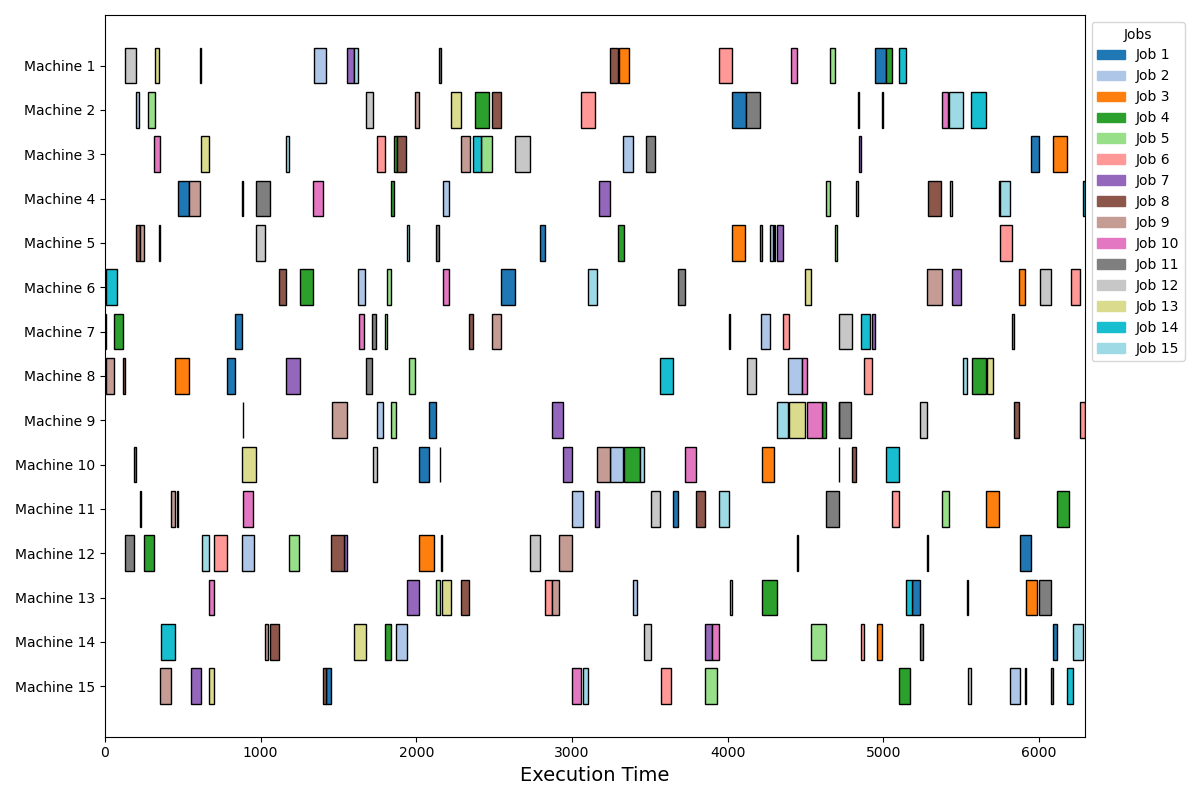 Machine 1
Machine 2
Machine 3
Machine 4
Machine 5
Machine 6
Machine 7
Machine 8
Machine 9
Machine 10
Machine 11
Machine 12
Machine 13
Machine 14
Machine 15
0 1000 2000 3000 4000 5000 6000
Execution Time
Jobs
Job 1
Job 2
Job 3
Job 4
Job 5
Job 6
Job 7
Job 8
Job 9
Job 10
Job 11
Job 12
Job 13
Job 14
Job 15